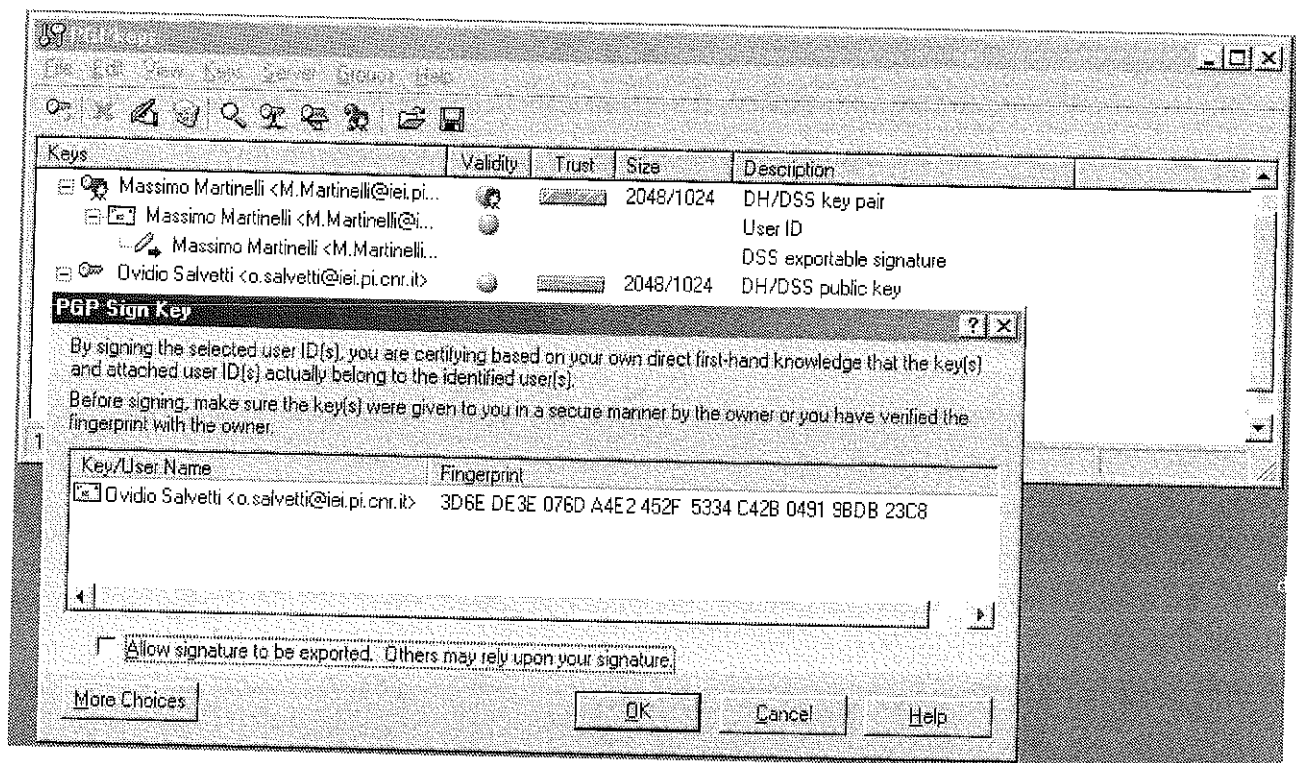 PGPkeys
File Edit View Keys Server Groups Help
Keys Validity Trust Size Description
Massimo Martinelli <M.Martinelli@iei.pi... 2048/1024 DH/DSS key pair
Massimo Martinelli <M.Martinelli@i... User ID
Massimo Martinelli <M.Martinelli... DSS exportable signature
Ovidio Salvetti <o.salvetti@iei.pi.cnr.it> 2048/1024 DH/DSS public key
PGP Sign Key
By signing the selected user ID(s), you are certifying based on your own direct first-hand knowledge that the key(s)
and attached user ID(s) actually belong to the identified user(s).
Before signing, make sure the key(s) were given to you in a secure manner by the owner or you have verified the
fingerprint with the owner.
1
Key/User Name Fingerprint
Ovidio Salvetti <o.salvetti@iei.pi.cnr.it> 3D6E DE3E 076D A4E2 452F 5334 C42B 0491 9BDB 23C8
Allow signature to be exported. Others may rely upon your signature.
More Choices OK Cancel Help